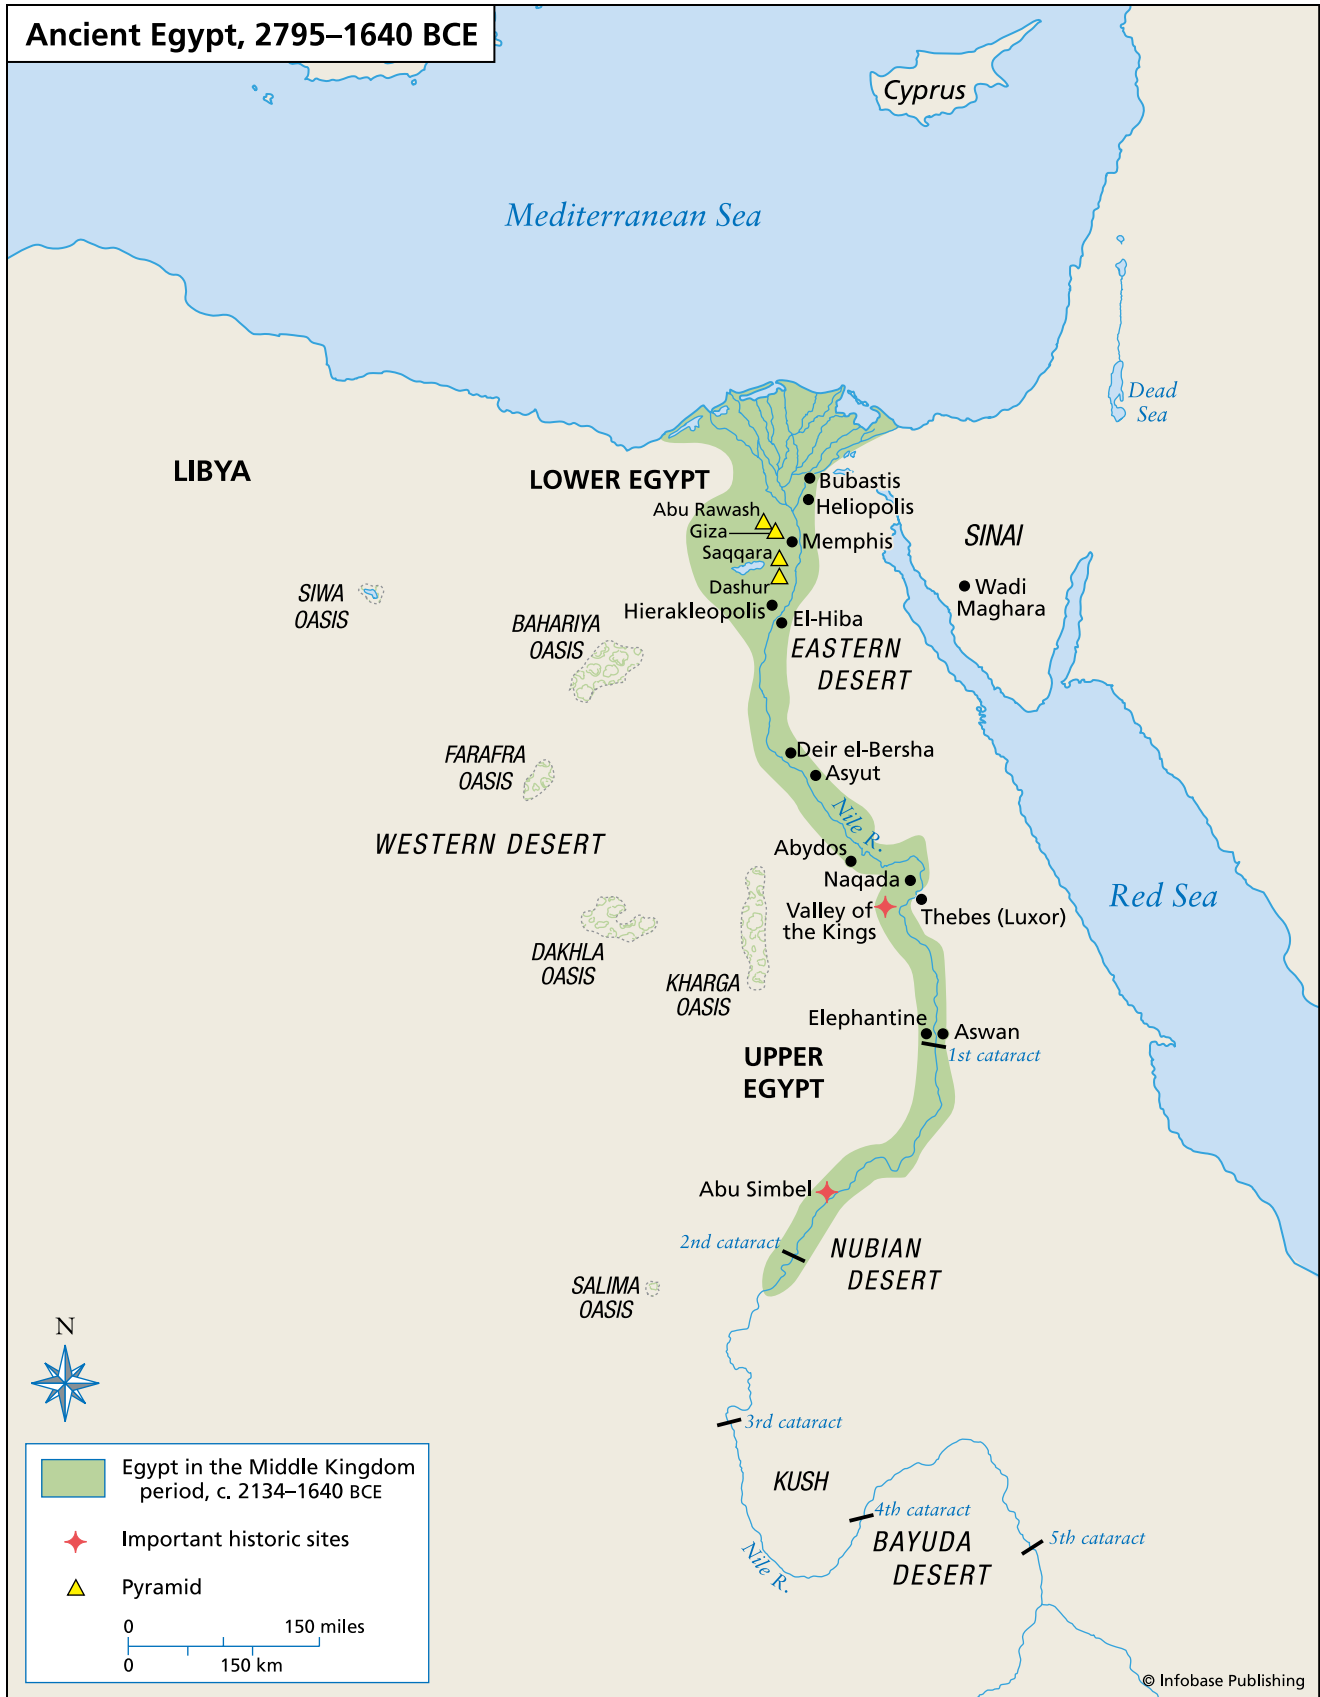 Ancient Egypt, 2795–1640 BCE
Cyprus
Mediterranean Sea
Dead
Sea
LIBYA
LOWER EGYPT
Bubastis
Heliopolis
Abu Rawash
Giza
Memphis
Saqqara
Dashur
Hierakleopolis
El-Hiba
SINAI
Wadi
Maghara
SIWA
OASIS
BAHARIYA
OASIS
EASTERN
DESERT
FARAFRA
OASIS
Deir el-Bersha
Asyut
WESTERN DESERT
Nile R.
Abydos
Naqada
Valley of
the Kings
Thebes (Luxor)
Red Sea
DAKHLA
OASIS
KHARGA
OASIS
Elephantine
Aswan
1st cataract
UPPER
EGYPT
Abu Simbel
2nd cataract
NUBIAN
DESERT
SALIMA
OASIS
N
3rd cataract
KUSH
4th cataract
BAYUDA
DESERT
5th cataract
Nile R.
Egypt in the Middle Kingdom
period, c. 2134–1640 BCE
Important historic sites
Pyramid
0 150 miles
0 150 km
© Infobase Publishing